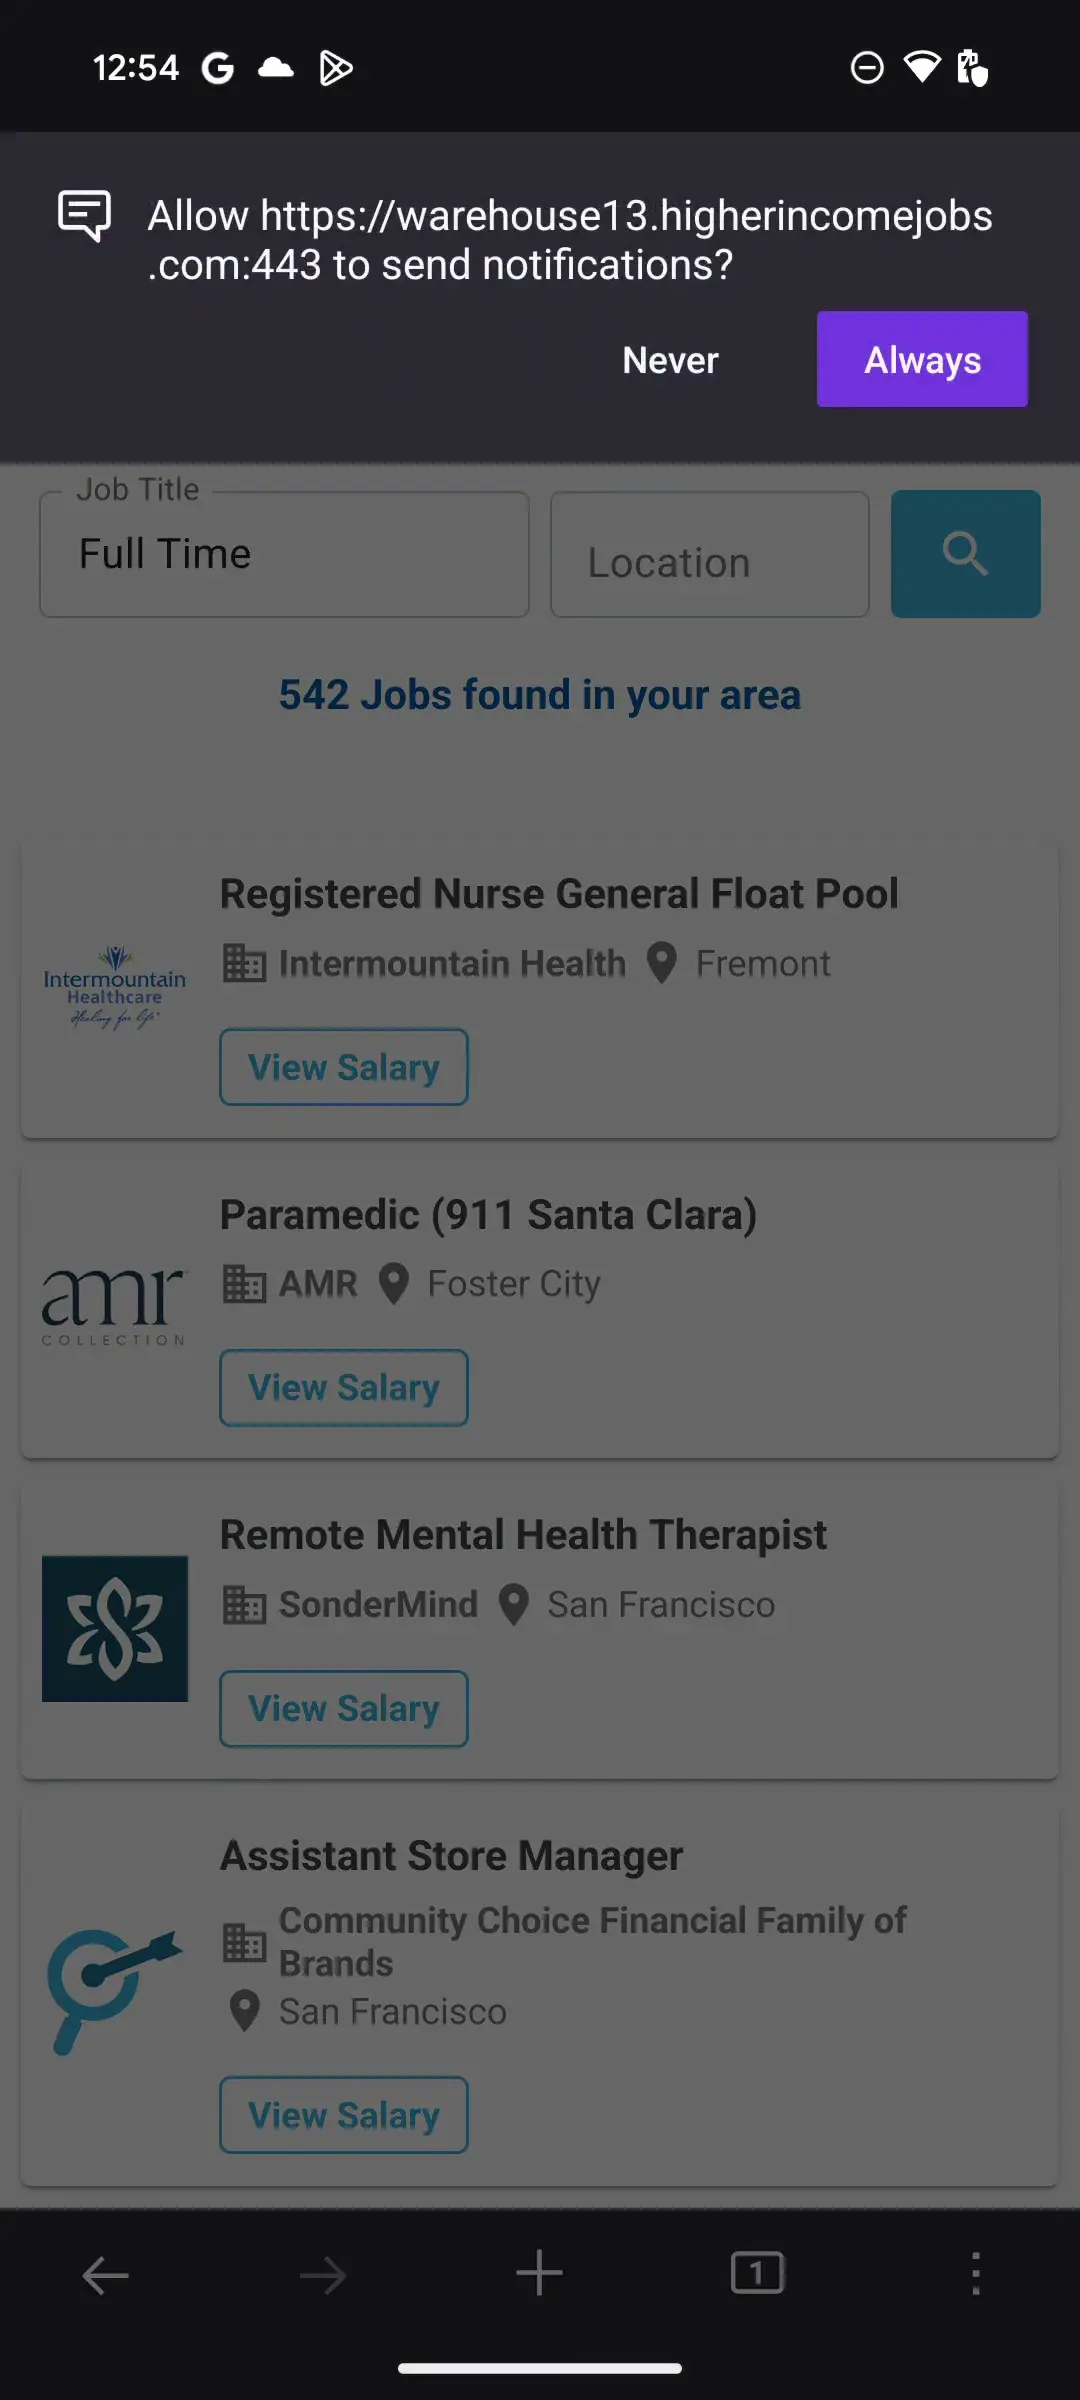 12:54
Allow https://warehouse13.higherincomejobs
.com:443 to send notifications?
Never
Always
Job Title
Full Time
Location
542 Jobs found in your area
Registered Nurse General Float Pool
Intermountain
Healthcare
Healing for life
Intermountain Health
Fremont
View Salary
Paramedic (911 Santa Clara)
amr
COLLECTION
AMR
Foster City
View Salary
Remote Mental Health Therapist
SonderMind
San Francisco
View Salary
Assistant Store Manager
Community Choice Financial Family of
Brands
San Francisco
View Salary
1